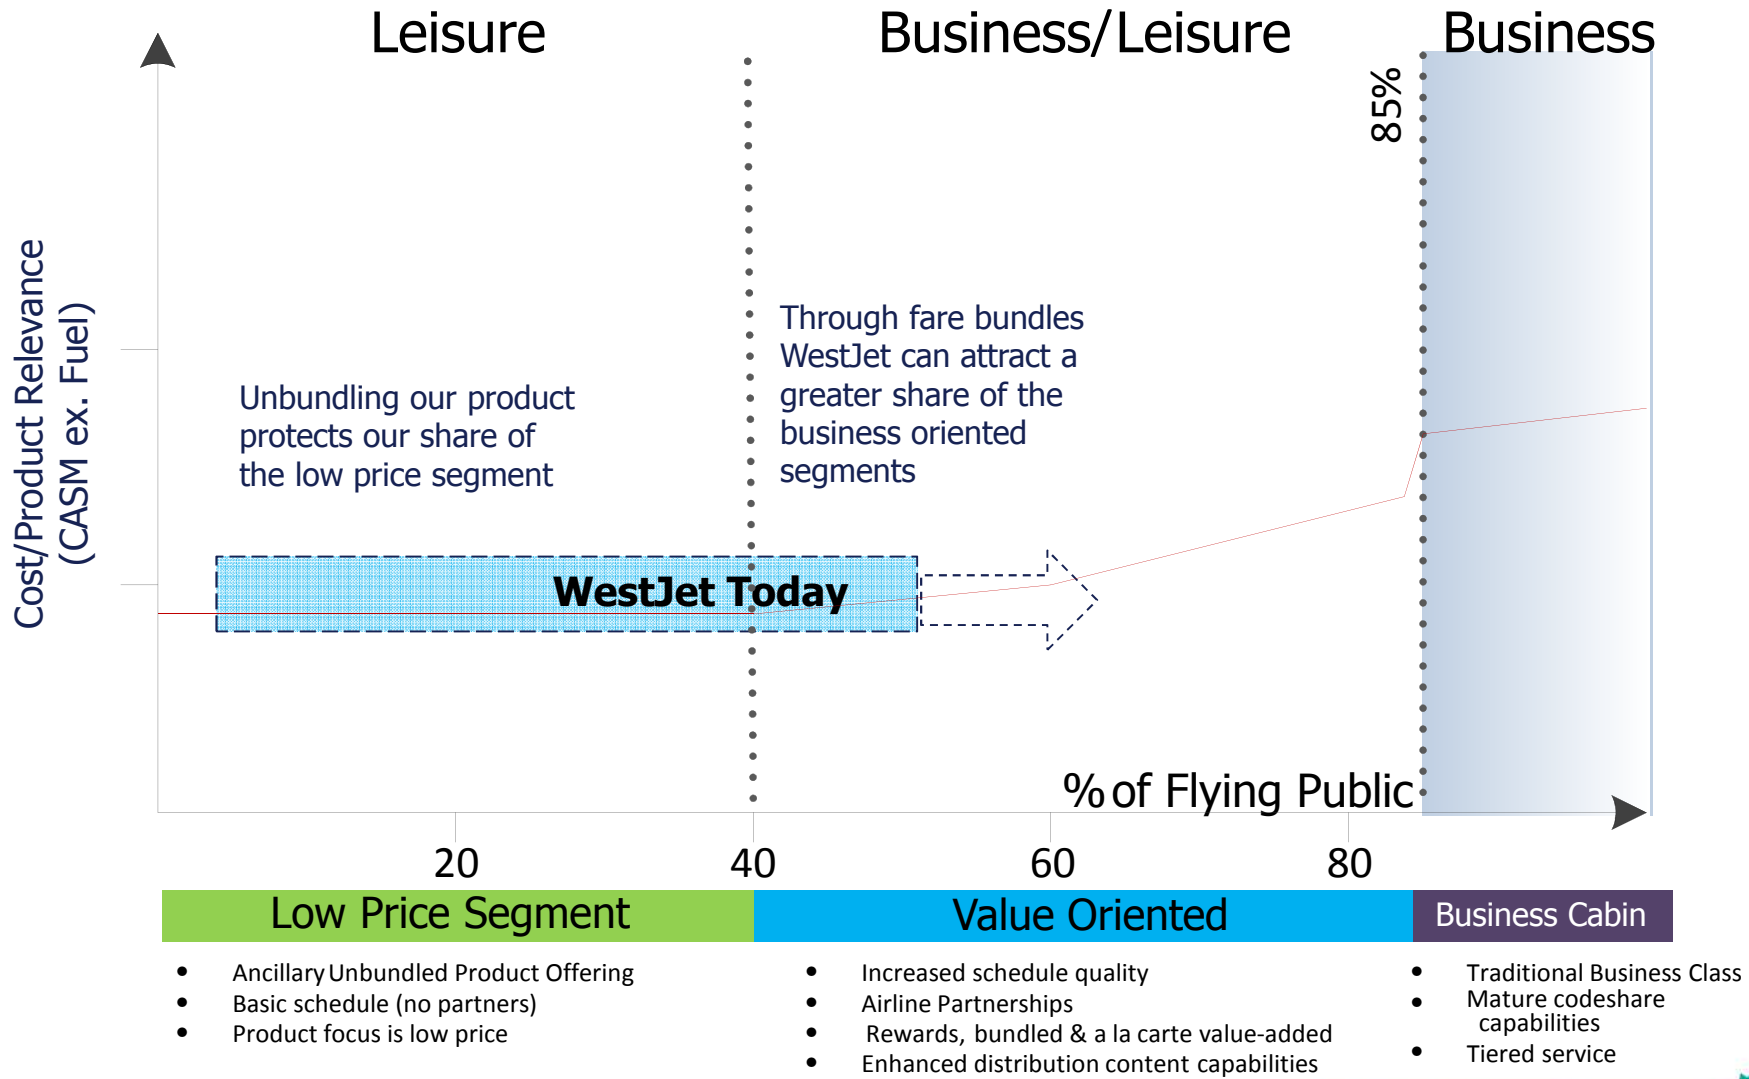 Leisure
Business/Leisure
Business
85%
Cost/Product Relevance
(CASM ex. Fuel)
Unbundling our product
protects our share of
the low price segment
Through fare bundles
WestJet can attract a
greater share of the
business oriented
segments
WestJet Today
% of Flying Public
20
40
60
80
Low Price Segment
Value Oriented
Business Cabin
• Ancillary Unbundled Product Offering
• Basic schedule (no partners)
• Product focus is low price
• Increased schedule quality
• Airline Partnerships
• Rewards, bundled & a la carte value-added
• Enhanced distribution content capabilities
• Traditional Business Class
• Mature codeshare
capabilities
• Tiered service